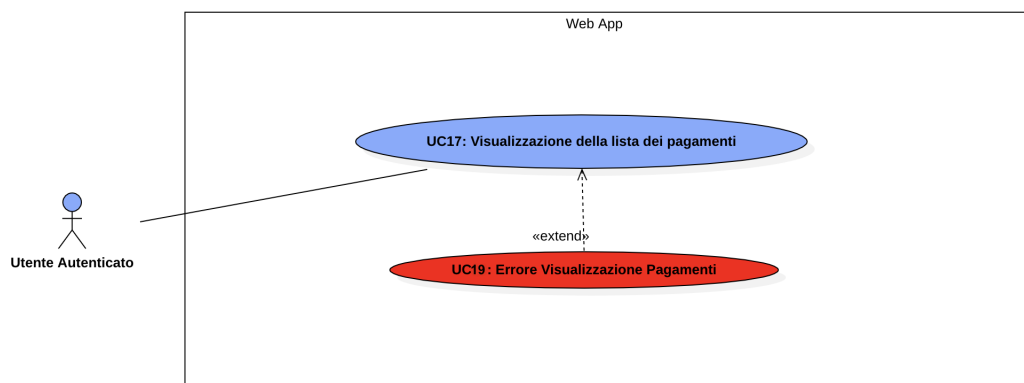 Web App
UC17: Visualizzazione della lista dei pagamenti
Utente Autenticato
«extend»
UC19: Errore Visualizzazione Pagamenti